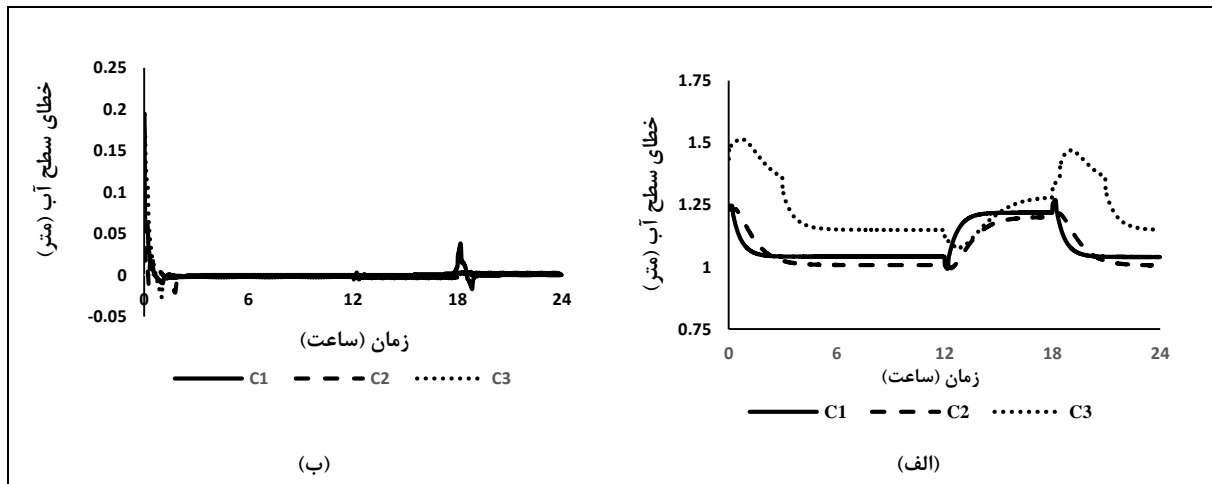 خطای سطح آب (متر)
0.25
0.2
0.15
0.1
0.05
0
-0.05
0 6 12 18 24
زمان (ساعت)
C1 C2 C3
(ب)
خطای سطح آب (متر)
1.75
1.5
1.25
1
0.75
0 6 12 18 24
زمان (ساعت)
C1 C2 C3
(الف)